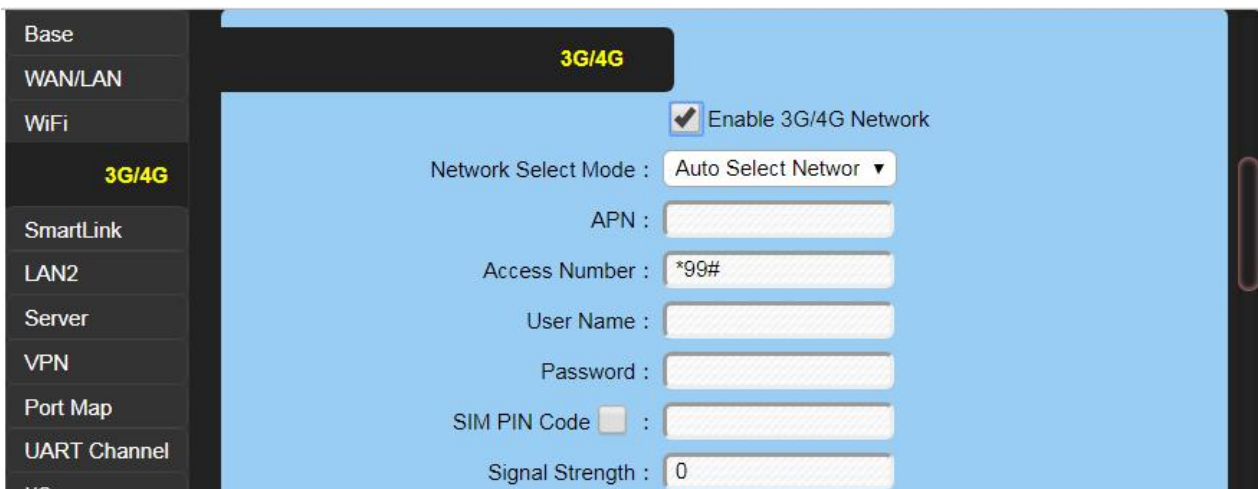 Base
WAN/LAN
WiFi
3G/4G
SmartLink
LAN2
Server
VPN
Port Map
UART Channel
3G/4G
Enable 3G/4G Network
Network Select Mode : Auto Select Networ
APN :
Access Number : *99#
User Name :
Password :
SIM PIN Code :
Signal Strength : 0